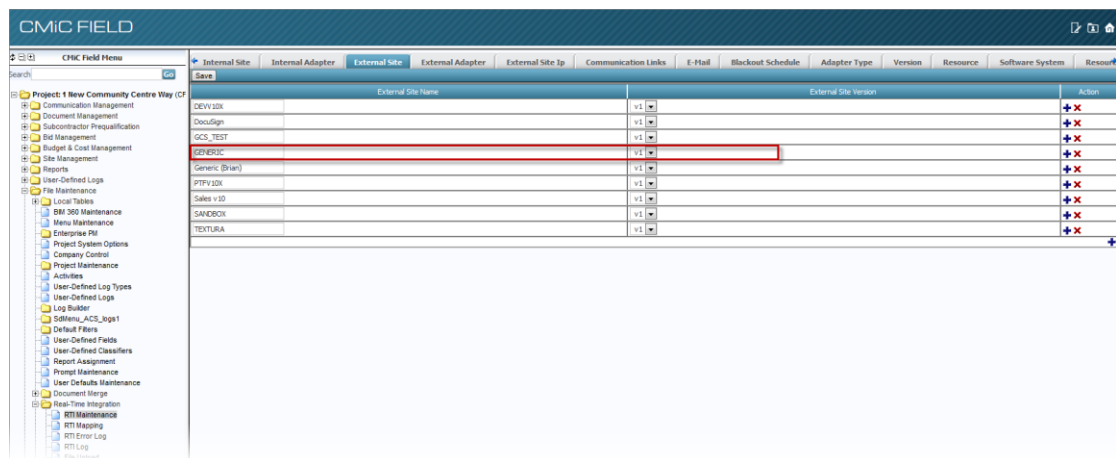 CMiC FIELD
CMiC Field Menu
Search Go
Project: 1 New Community Centre Way (CF
Communication Management
Document Management
Subcontractor Prequalification
Bid Management
Budget & Cost Management
Site Management
Reports
User-Defined Logs
File Maintenance
Local Tables
BIM 360 Maintenance
Menu Maintenance
Enterprise PM
Project System Options
Company Control
Project Maintenance
Activities
User-Defined Log Types
User-Defined Logs
Log Builder
SdMenu_ACS_logs1
Default Filters
User-Defined Fields
User-Defined Classifiers
Report Assignment
Prompt Maintenance
User Defaults Maintenance
Document Merge
Real-Time Integration
RTI Maintenance
RTI Mapping
RTI Error Log
RTI Log
File Upload
Internal Site Internal Adapter External Site External Adapter External Site Ip Communication Links E-Mail Blackout Schedule Adapter Type Version Resource Software System Resour
Save
External Site Name External Site Version Action
DEVV10X v1
DocuSign v1
GCS_TEST v1
GENERIC v1
Generic (Brian) v1
PTFV10X v1
Sales v10 v1
SANDBOX v1
TEXTURA v1